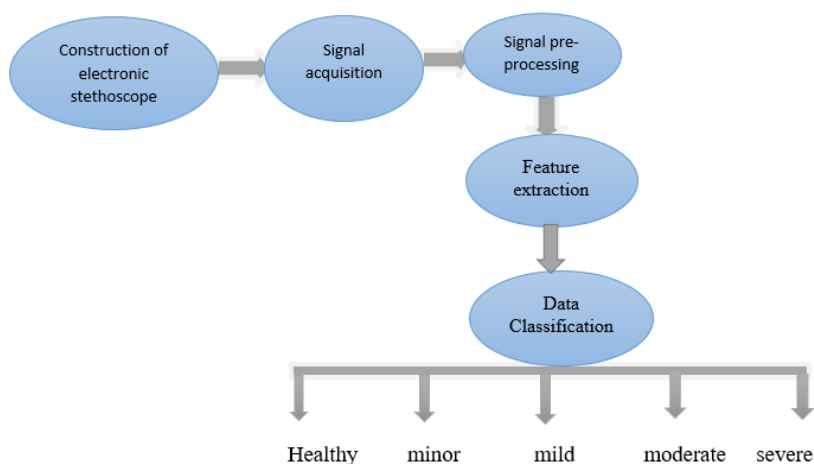 Construction of
electronic
stethoscope
Signal
acquisition
Signal pre-
processing
Feature
extraction
Data
Classification
Healthy minor mild moderate severe